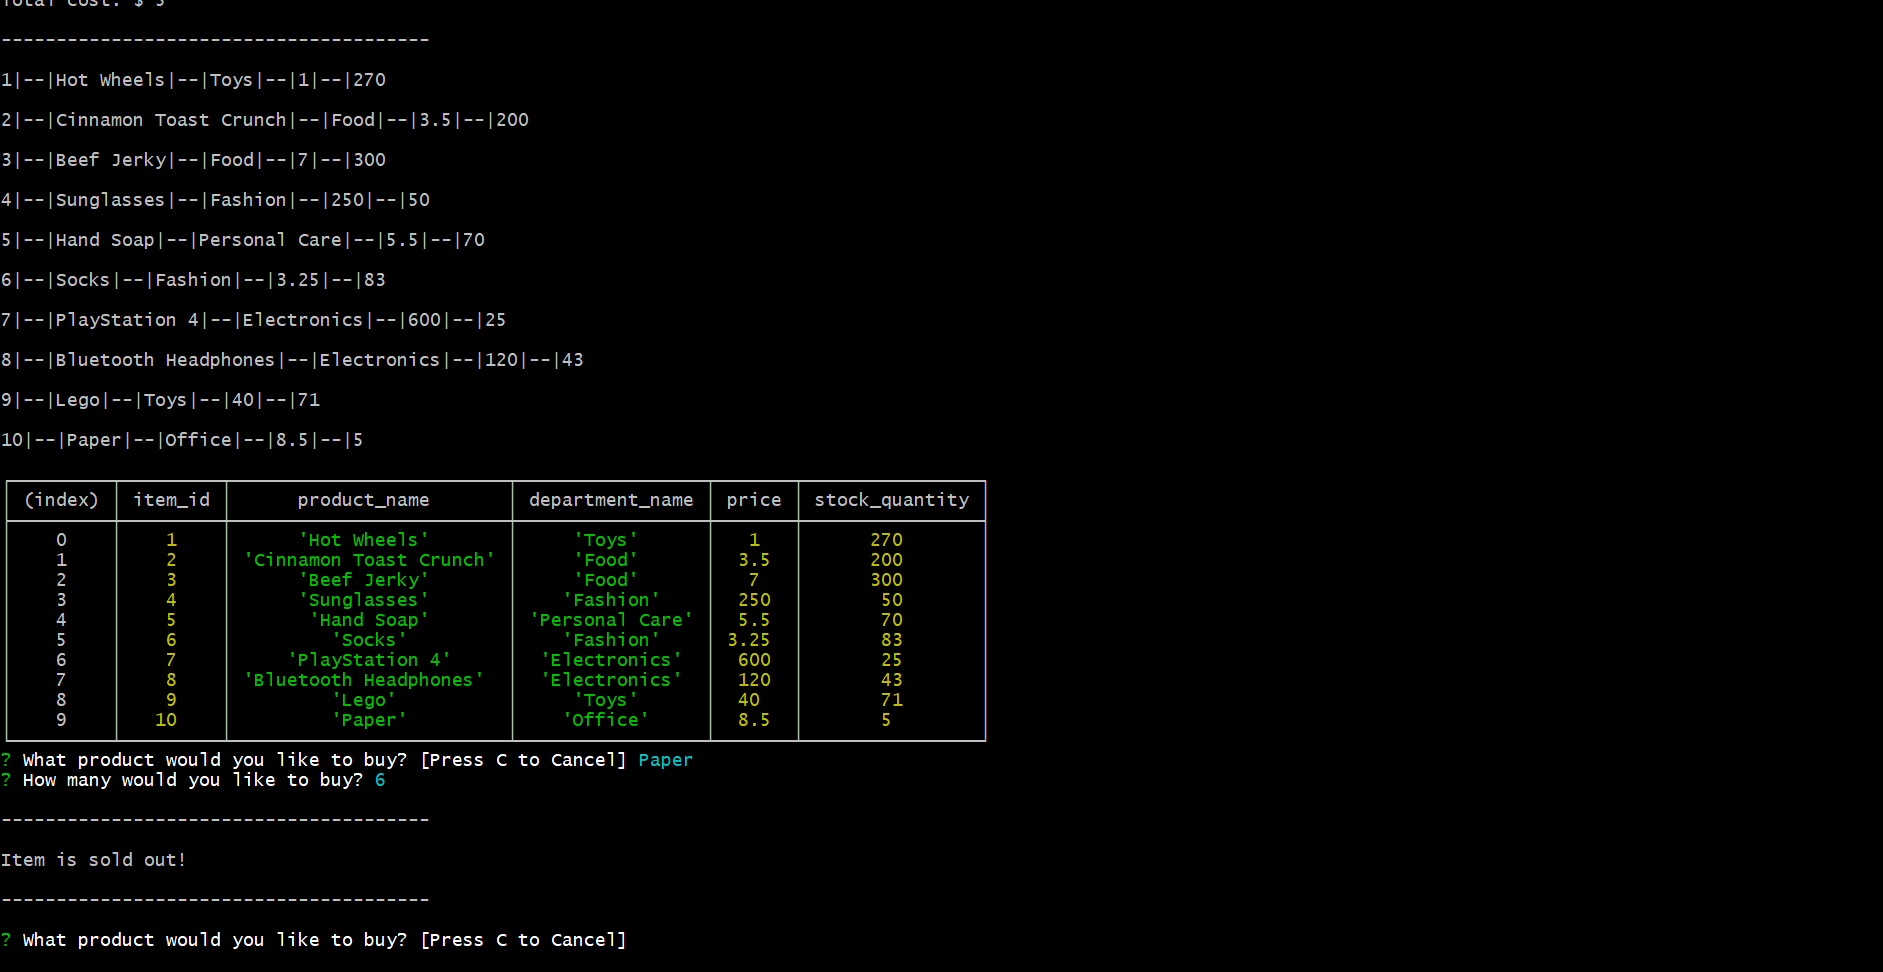 Total cost: $ 5
---------------------------------------
1|--|Hot Wheels|--|Toys|--|1|--|270
2|--|Cinnamon Toast Crunch|--|Food|--|3.5|--|200
3|--|Beef Jerky|--|Food|--|7|--|300
4|--|Sunglasses|--|Fashion|--|250|--|50
5|--|Hand Soap|--|Personal Care|--|5.5|--|70
6|--|Socks|--|Fashion|--|3.25|--|83
7|--|PlayStation 4|--|Electronics|--|600|--|25
8|--|Bluetooth Headphones|--|Electronics|--|120|--|43
9|--|Lego|--|Toys|--|40|--|71
10|--|Paper|--|Office|--|8.5|--|5
(index) item_id product_name department_name price stock_quantity
0 1 'Hot Wheels' 'Toys' 1 270
1 2 'Cinnamon Toast Crunch' 'Food' 3.5 200
2 3 'Beef Jerky' 'Food' 7 300
3 4 'Sunglasses' 'Fashion' 250 50
4 5 'Hand Soap' 'Personal Care' 5.5 70
5 6 'Socks' 'Fashion' 3.25 83
6 7 'PlayStation 4' 'Electronics' 600 25
7 8 'Bluetooth Headphones' 'Electronics' 120 43
8 9 'Lego' 'Toys' 40 71
9 10 'Paper' 'Office' 8.5 5
? What product would you like to buy? [Press C to Cancel] Paper
? How many would you like to buy? 6
---------------------------------------
Item is sold out!
---------------------------------------
? What product would you like to buy? [Press C to Cancel]